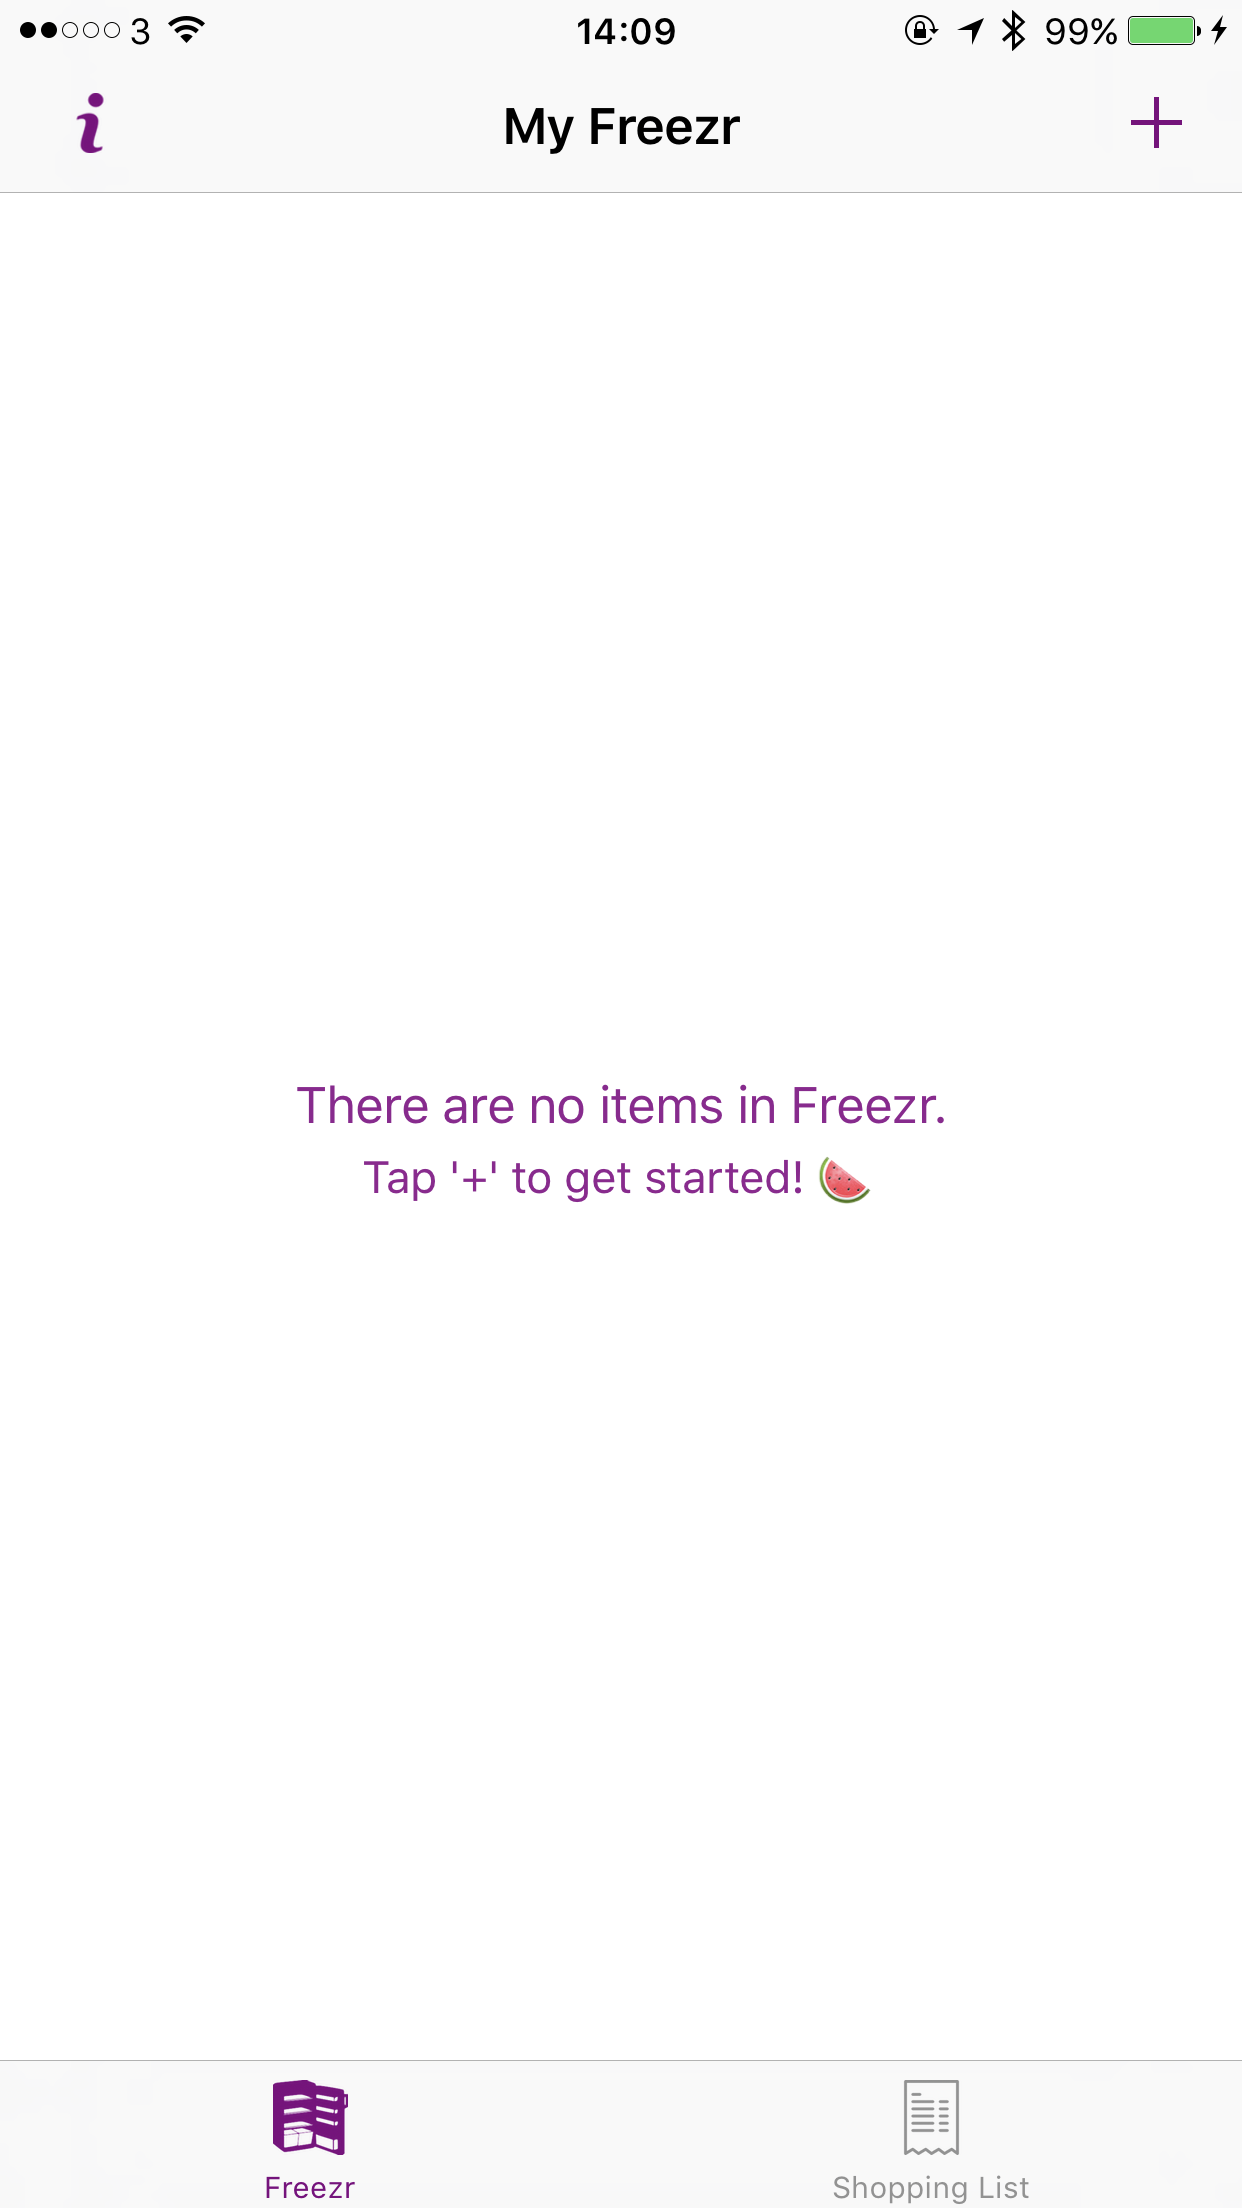 3 14:09 99%
My Freezr
There are no items in Freezr.
Tap '+' to get started! 🍉
Freezr Shopping List